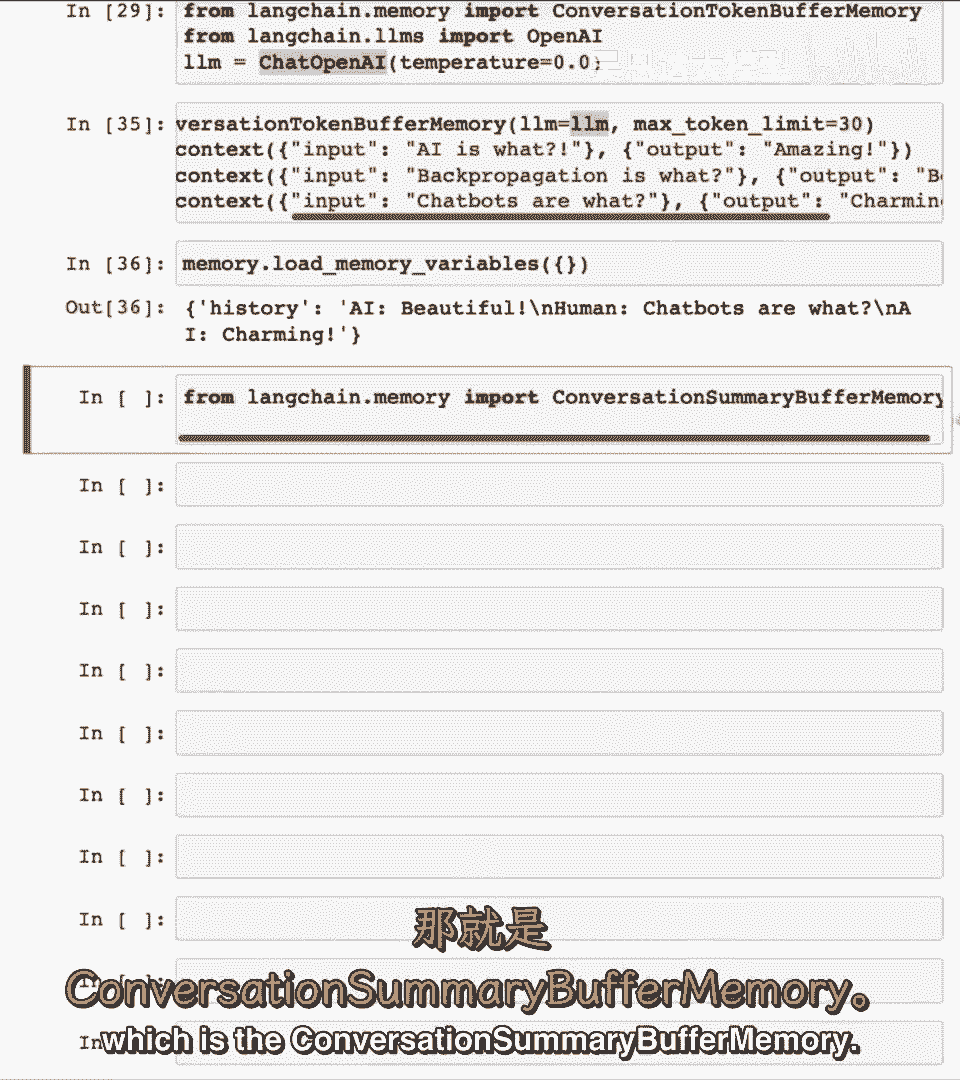 In [29]: from langchain.memory import ConversationTokenBufferMemory
from langchain.llms import OpenAI
llm = ChatOpenAI(temperature=0.0)
In [35]: versationTokenBufferMemory(llm=llm, max_token_limit=30)
context({"input": "AI is what?!"}, {"output": "Amazing!"})
context({"input": "Backpropagation is what?"}, {"output": "B
context({"input": "Chatbots are what?"}, {"output": "Charmin
In [36]: memory.load_memory_variables({})
Out[36]: {'history': 'AI: Beautiful!\nHuman: Chatbots are what?\nA
I: Charming!'}
In [ ]: from langchain.memory import ConversationSummaryBufferMemory
In [ ]:
In [ ]:
In [ ]:
In [ ]:
In [ ]:
In [ ]:
In [ ]:
In [ ]:
那就是
ConversationSummaryBufferMemory。
In which is the ConversationSummaryBufferMemory.